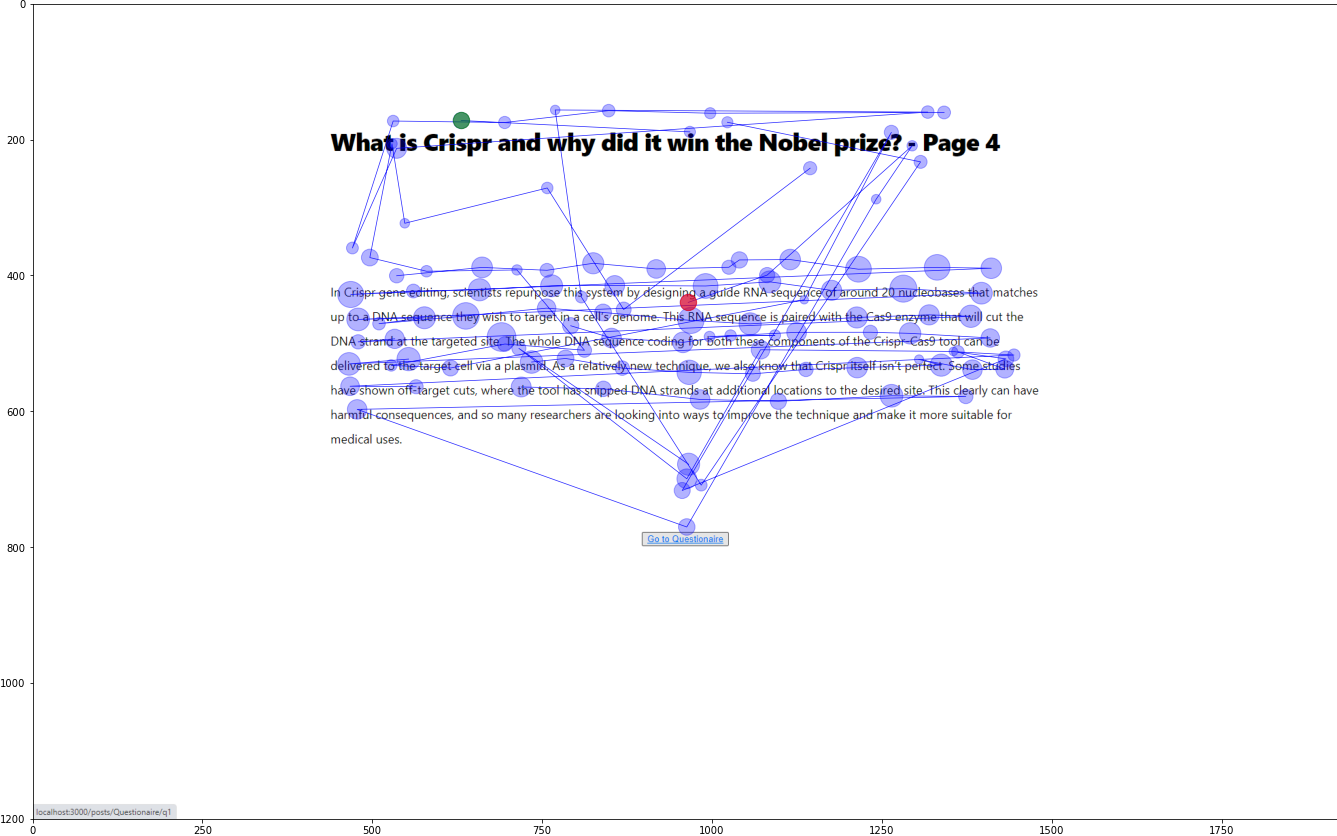 0
200
What is Crispr and why did it win the Nobel prize? - Page 4
400
In Crispr gene editing, scientists repurpose this system by designing a guide RNA sequence of around 20 nucleobases that matches
up to a DNA sequence they wish to target in a cell's genome. This RNA sequence is paired with the Cas9 enzyme that will cut the
DNA strand at the targeted site. The whole DNA sequence coding for both these components of the Crispr-Cas9 tool can be
delivered to the target cell via a plasmid. As a relatively new technique, we also know that Crispr itself isn't perfect. Some studies
have shown off-target cuts, where the tool has snipped DNA strands at additional locations to the desired site. This clearly can have
harmful consequences, and so many researchers are looking into ways to improve the technique and make it more suitable for
medical uses.
600
Go to Questionaire
800
1000
localhost:3000/posts/Questionaire/q1
1200
0 250 500 750 1000 1250 1500 1750